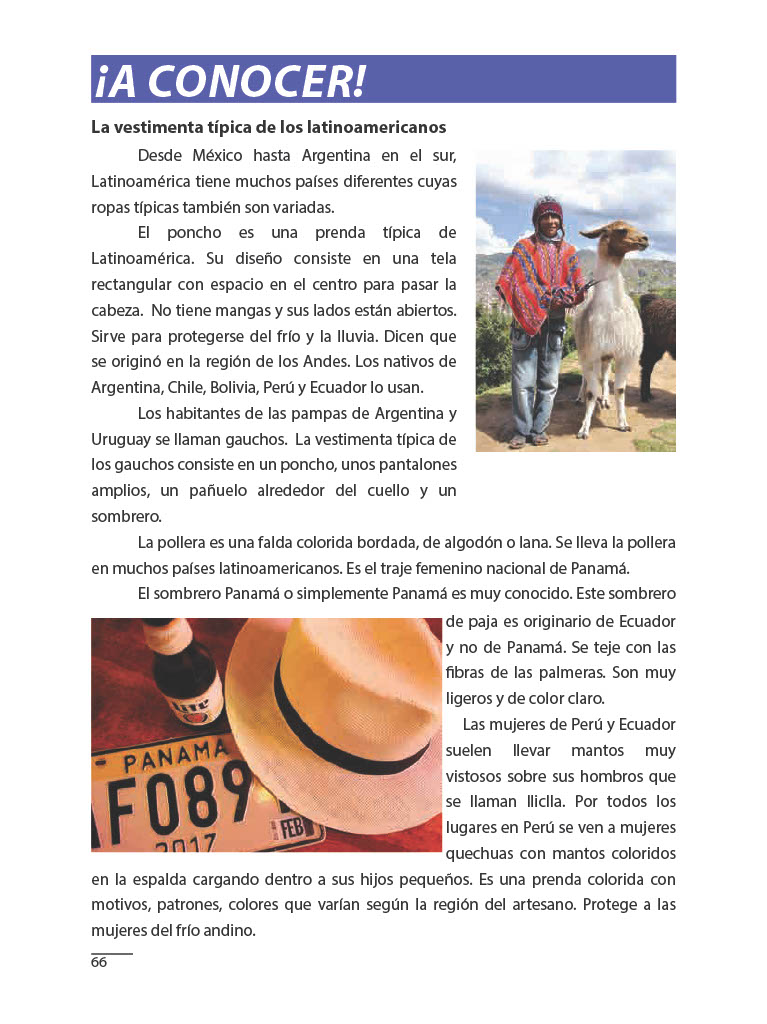 ¡A CONOCER!
La vestimenta típica de los latinoamericanos
Desde México hasta Argentina en el sur,
Latinoamérica tiene muchos países diferentes cuyas
ropas típicas también son variadas.
El poncho es una prenda típica de
Latinoamérica. Su diseño consiste en una tela
rectangular con espacio en el centro para pasar la
cabeza. No tiene mangas y sus lados están abiertos.
Sirve para protegerse del frío y la lluvia. Dicen que
se originó en la región de los Andes. Los nativos de
Argentina, Chile, Bolivia, Perú y Ecuador lo usan.
Los habitantes de las pampas de Argentina y
Uruguay se llaman gauchos. La vestimenta típica de
los gauchos consiste en un poncho, unos pantalones
amplios, un pañuelo alrededor del cuello y un
sombrero.
La pollera es una falda colorida bordada, de algodón o lana. Se lleva la pollera
en muchos países latinoamericanos. Es el traje femenino nacional de Panamá.
El sombrero Panamá o simplemente Panamá es muy conocido. Este sombrero
de paja es originario de Ecuador
y no de Panamá. Se teje con las
fibras de las palmeras. Son muy
ligeros y de color claro.
Las mujeres de Perú y Ecuador
suelen llevar mantos muy
vistosos sobre sus hombros que
se llaman lliclla. Por todos los
lugares en Perú se ven a mujeres
quechuas con mantos coloridos
en la espalda cargando dentro a sus hijos pequeños. Es una prenda colorida con
motivos, patrones, colores que varían según la región del artesano. Protege a las
mujeres del frío andino.
Lite
PANAMA
F089
FEB
2017
66